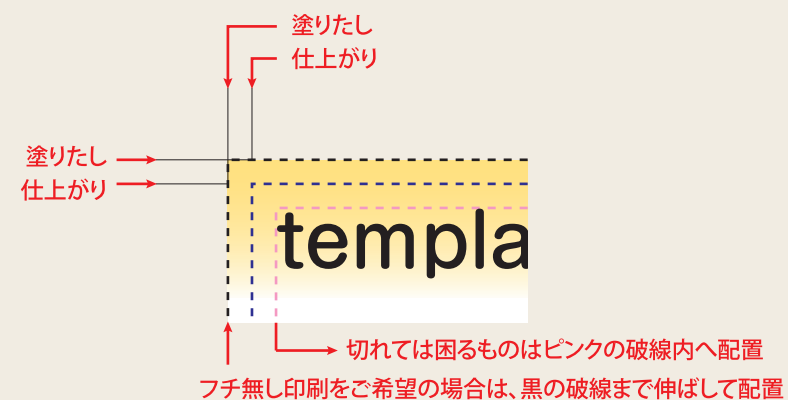 塗りたし
仕上がり
塗りたし
仕上がり
templa
切れては困るものはピンクの破線内へ配置
フチ無し印刷をご希望の場合は、黒の破線まで伸ばして配置